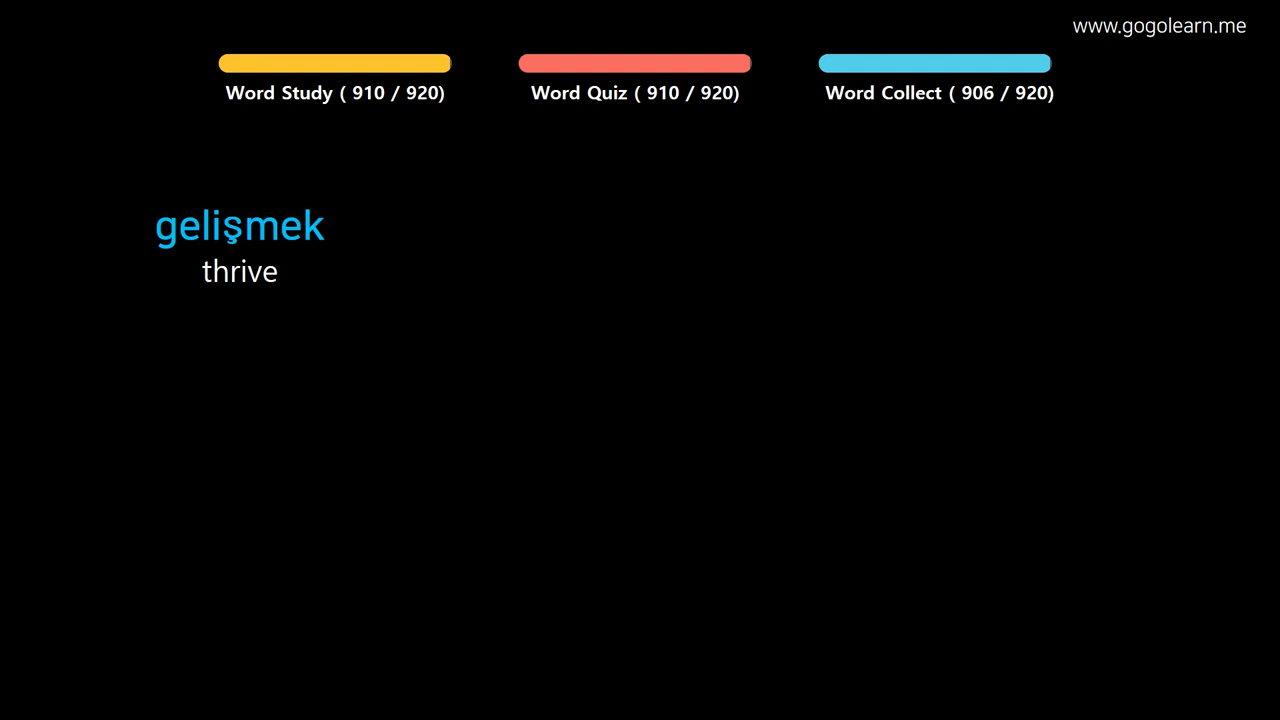 www.gogolearn.me
Word Study ( 910 / 920)
Word Quiz ( 910 / 920)
Word Collect ( 906 / 920)
gelişmek
thrive